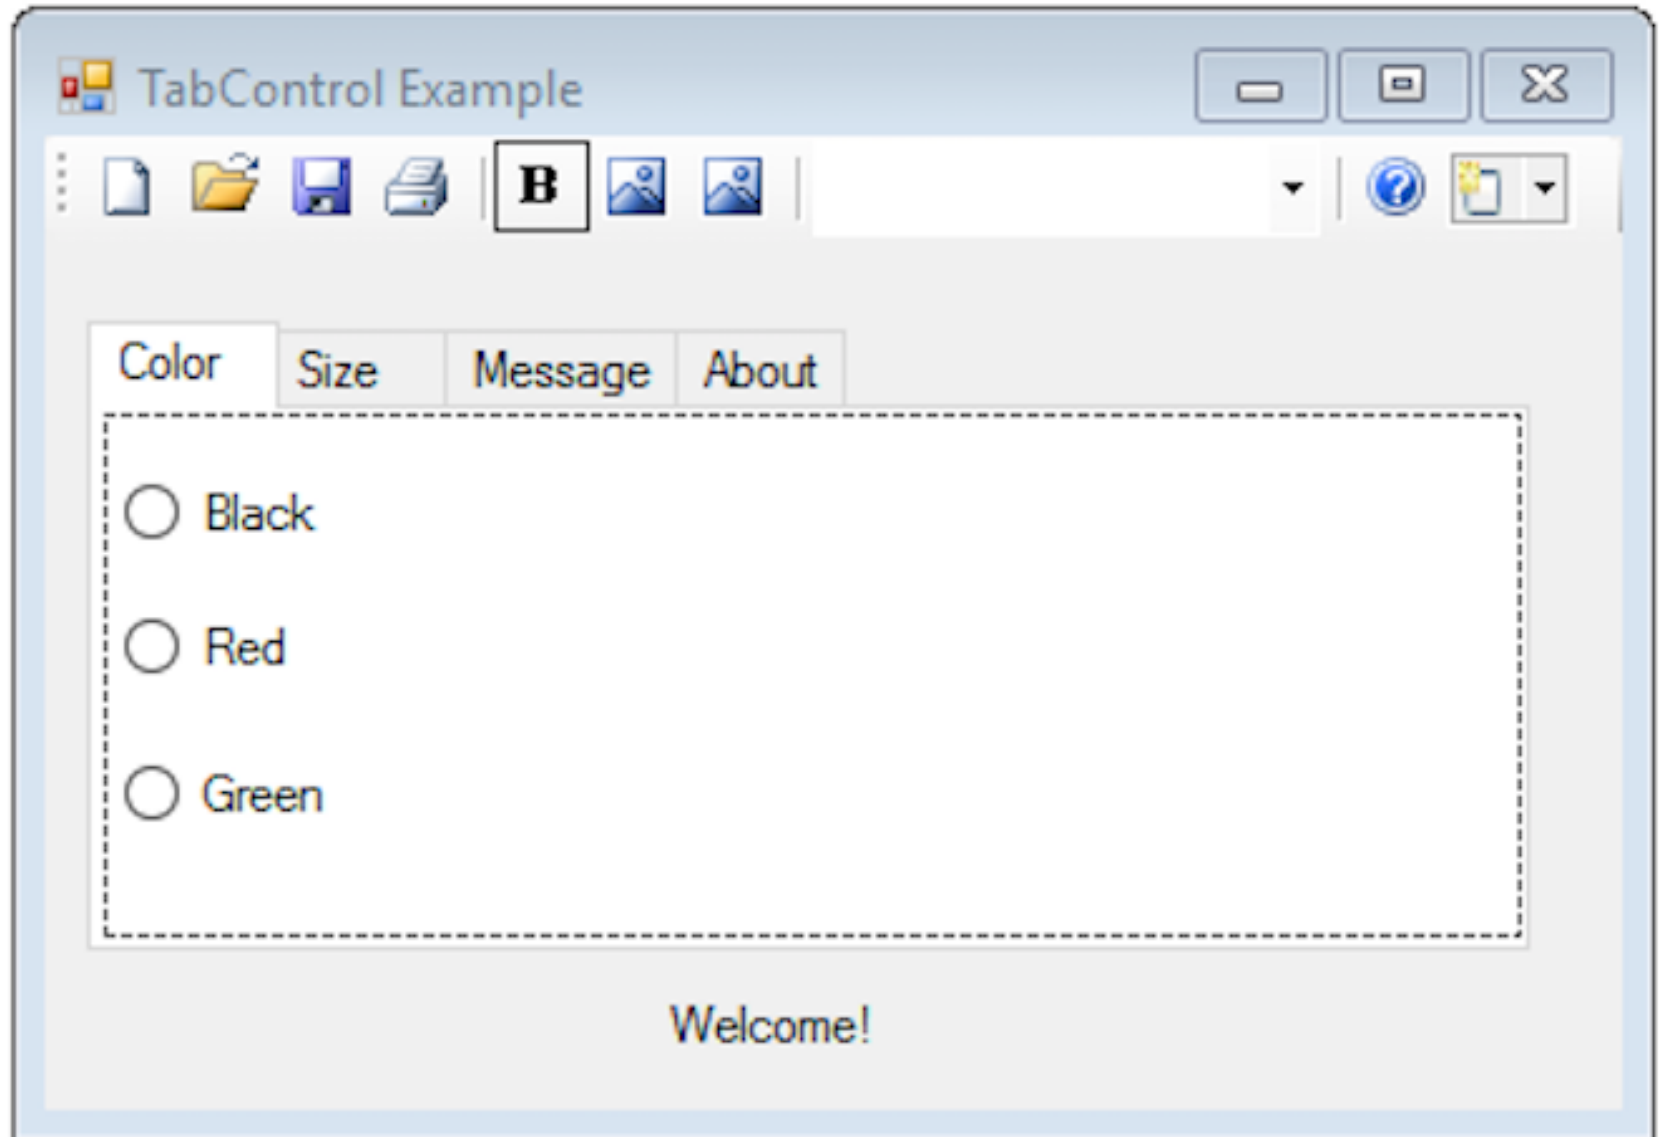 TabControl Example
B
Color Size Message About
Black
Red
Green
Welcome!